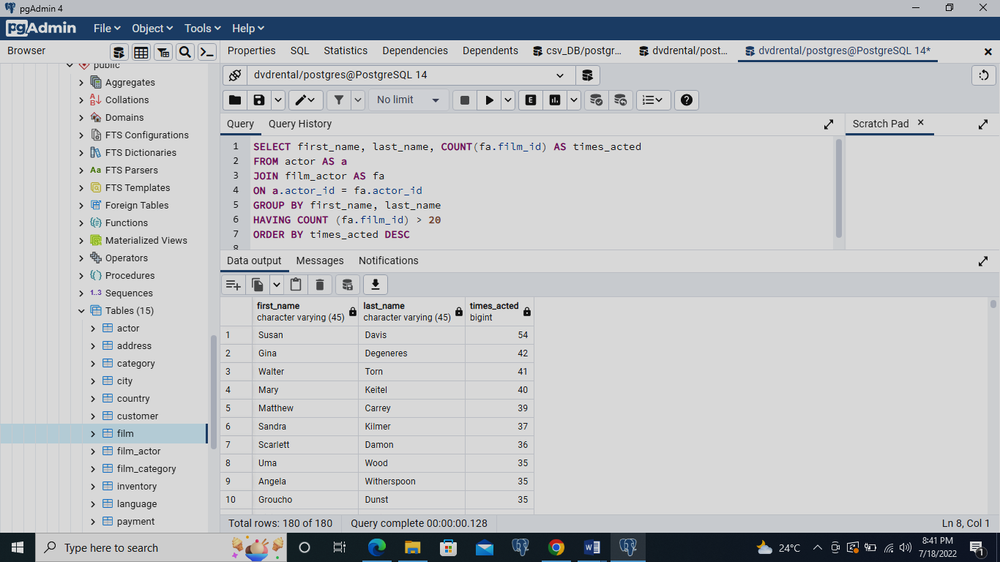 pgAdmin 4
pgAdmin File Object Tools Help
Browser
Properties SQL Statistics Dependencies Dependents csv_DB/postgr... dvdrental/post... dvdrental/postgres@PostgreSQL 14*
public
Aggregates
Collations
Domains
FTS Configurations
FTS Dictionaries
Aa FTS Parsers
FTS Templates
Foreign Tables
Functions
Materialized Views
Operators
Procedures
1..3 Sequences
Tables (15)
actor
address
category
city
country
customer
film
film_actor
film_category
inventory
language
payment
dvdrental/postgres@PostgreSQL 14
No limit
E
Query Query History
Scratch Pad
1 SELECT first_name, last_name, COUNT(fa.film_id) AS times_acted
2 FROM actor AS a
3 JOIN film_actor AS fa
4 ON a.actor_id = fa.actor_id
5 GROUP BY first_name, last_name
6 HAVING COUNT (fa.film_id) > 20
7 ORDER BY times_acted DESC
8
Data output Messages Notifications
first_name last_name times_acted
character varying (45) character varying (45) bigint
1 Susan Davis 54
2 Gina Degeneres 42
3 Walter Torn 41
4 Mary Keitel 40
5 Matthew Carrey 39
6 Sandra Kilmer 37
7 Scarlett Damon 36
8 Uma Wood 35
9 Angela Witherspoon 35
10 Groucho Dunst 35
Total rows: 180 of 180 Query complete 00:00:00.128 Ln 8, Col 1
Type here to search
24°C
8:41 PM
7/18/2022
1